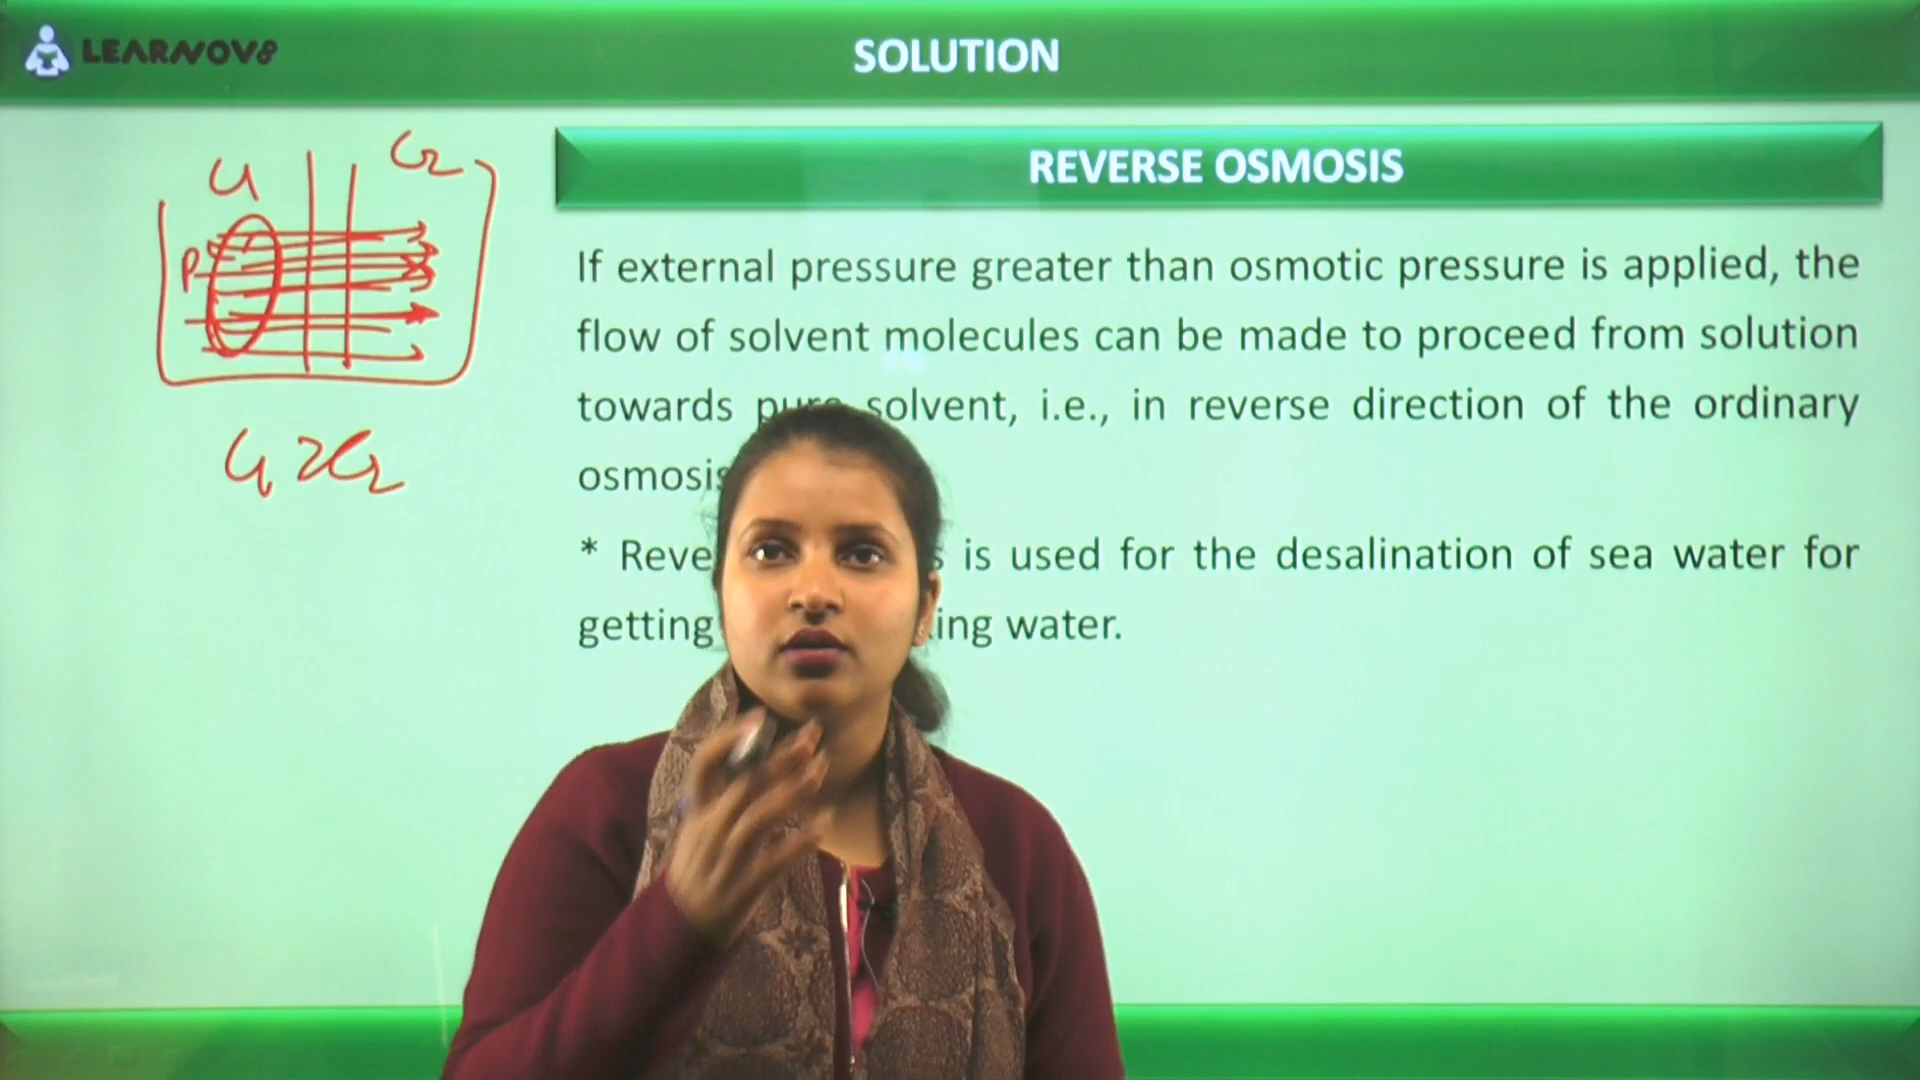 LEARNOV8
SOLUTION
C1
C2
P
C1 > C2
REVERSE OSMOSIS
If external pressure greater than osmotic pressure is applied, the
flow of solvent molecules can be made to proceed from solution
towards pure solvent, i.e., in reverse direction of the ordinary
osmosis
* Reve s is used for the desalination of sea water for
getting king water.